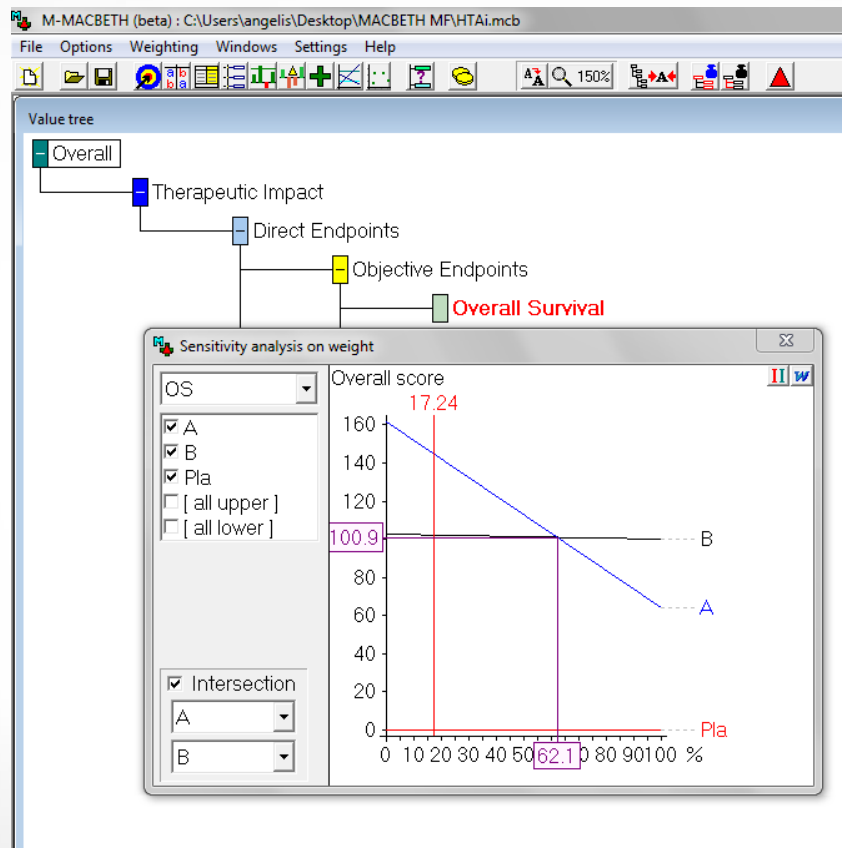 M-MACBETH (beta) : C:\Users\angelis\Desktop\MACBETH MF\HTAi.mcb
File Options Weighting Windows Settings Help
150%
Value tree
Overall
Therapeutic Impact
Direct Endpoints
Objective Endpoints
Overall Survival
Sensitivity analysis on weight
OS
A
B
Pla
[ all upper ]
[ all lower ]
Intersection
A
B
Overall score
17.24
160
140
120
100.9
80
60
40
20
0
B
A
Pla
0 10 20 30 40 50 62.1 0 80 90 100 %